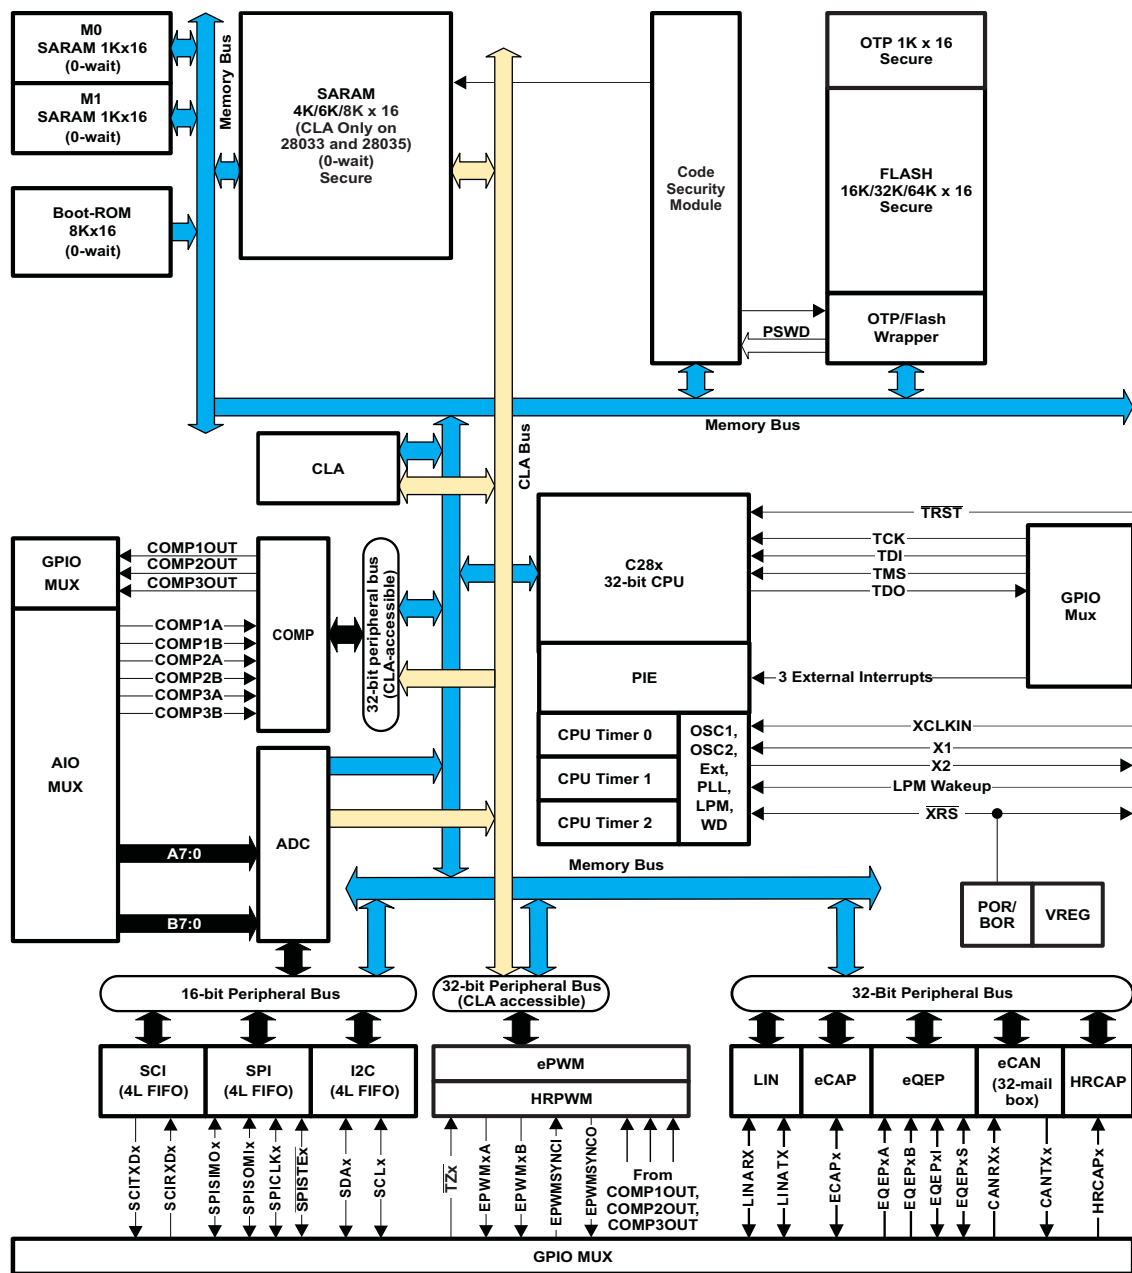 M0
SARAM 1Kx16
(0-wait)
M1
SARAM 1Kx16
(0-wait)
Boot-ROM
8Kx16
(0-wait)
Memory Bus
SARAM
4K/6K/8K x 16
(CLA Only on
28033 and 28035)
(0-wait)
Secure
Code
Security
Module
OTP 1K x 16
Secure
FLASH
16K/32K/64K x 16
Secure
OTP/Flash
Wrapper
PSWD
Memory Bus
CLA Bus
CLA
GPIO
MUX
COMP1OUT
COMP2OUT
COMP3OUT
COMP1A
COMP1B
COMP2A
COMP2B
COMP3A
COMP3B
COMP
32-bit peripheral bus
(CLA-accessible)
AIO
MUX
A7:0
B7:0
ADC
C28x
32-bit CPU
PIE
CPU Timer 0
CPU Timer 1
CPU Timer 2
OSC1,
OSC2,
Ext,
PLL,
LPM,
WD
TRST
TCK
TDI
TMS
TDO
GPIO
Mux
3 External Interrupts
XCLKIN
X1
X2
LPM Wakeup
XRS
POR/
BOR
VREG
Memory Bus
16-bit Peripheral Bus
32-bit Peripheral Bus
(CLA accessible)
32-Bit Peripheral Bus
SCI
(4L FIFO)
SPI
(4L FIFO)
I2C
(4L FIFO)
ePWM
HRPWM
LIN
eCAP
eQEP
eCAN
(32-mail
box)
HRCAP
SCITXDx
SCIRXDx
SPISIMOx
SPISOMIx
SPICLKx
SPISTEx
SDAx
SCLx
TZx
EPWMxA
EPWMxB
EPWMSYNCI
EPWMSYNCO
From
COMP1OUT,
COMP2OUT,
COMP3OUT
LINARX
LINATX
ECAPx
EQEPxA
EQEPxB
EQEPxI
EQEPxS
CANRXx
CANTXx
HRCAPx
GPIO MUX